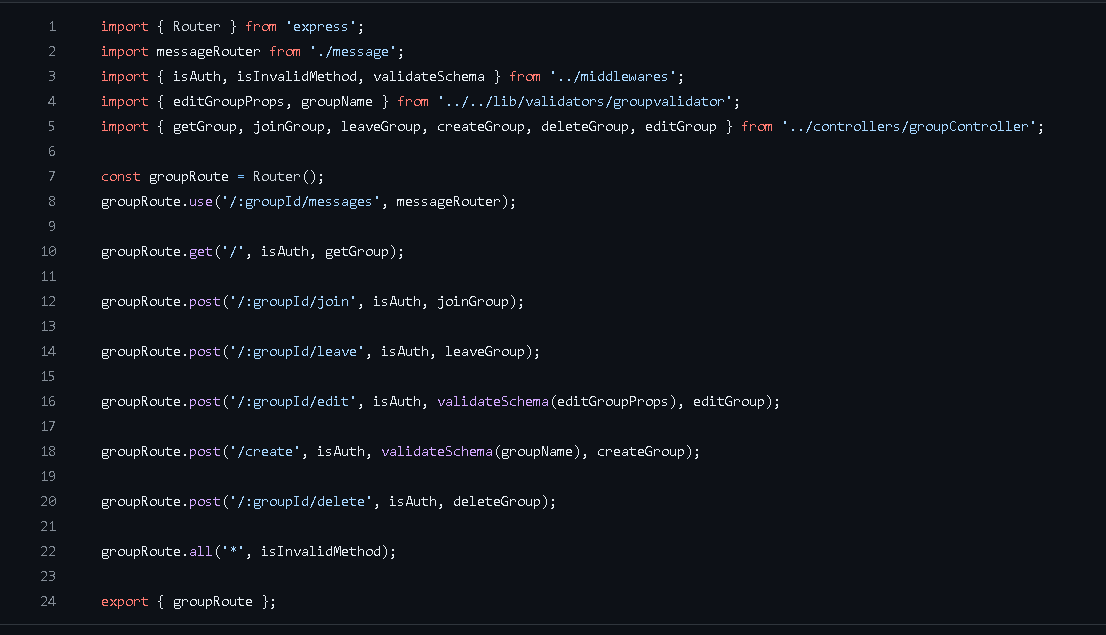 1 import { Router } from 'express';
2 import messageRouter from './message';
3 import { isAuth, isInvalidMethod, validateSchema } from '../middlewares';
4 import { editGroupProps, groupName } from '../../lib/validators/groupvalidator';
5 import { getGroup, joinGroup, leaveGroup, createGroup, deleteGroup, editGroup } from '../controllers/groupController';
6
7 const groupRoute = Router();
8 groupRoute.use('/:groupId/messages', messageRouter);
9
10 groupRoute.get('/', isAuth, getGroup);
11
12 groupRoute.post('/:groupId/join', isAuth, joinGroup);
13
14 groupRoute.post('/:groupId/leave', isAuth, leaveGroup);
15
16 groupRoute.post('/:groupId/edit', isAuth, validateSchema(editGroupProps), editGroup);
17
18 groupRoute.post('/create', isAuth, validateSchema(groupName), createGroup);
19
20 groupRoute.post('/:groupId/delete', isAuth, deleteGroup);
21
22 groupRoute.all('*', isInvalidMethod);
23
24 export { groupRoute };